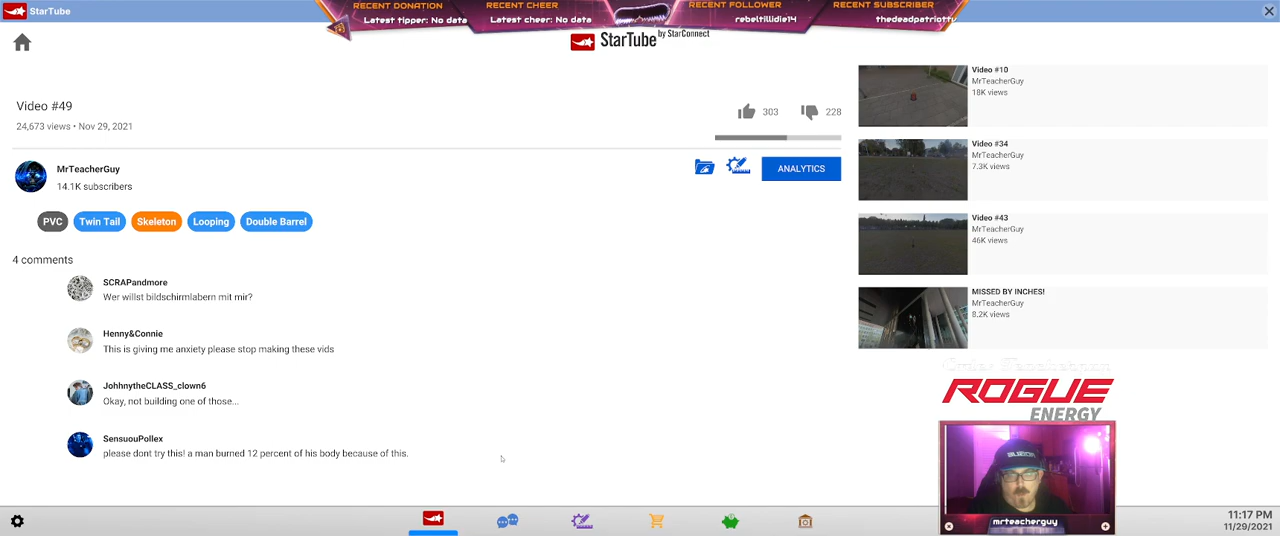 StarTube
RECENT DONATION
Latest tipper: No data
RECENT CHEER
Latest cheer: No data
RECENT FOLLOWER
rebeltillidie14
RECENT SUBSCRIBER
thedeadpatriotty
StarTube by StarConnect
Video #49
24,673 views • Nov 29, 2021
303
228
MrTeacherGuy
14.1K subscribers
ANALYTICS
PVC
Twin Tail
Skeleton
Looping
Double Barrel
4 comments
SCRAPandmore
Wer willst bildschirmlabern mit mir?
Henny&Connie
This is giving me anxiety please stop making these vids
JohhnytheCLASS_clown6
Okay, not building one of those...
SensuouPollex
please dont try this! a man burned 12 percent of his body because of this.
Video #10
MrTeacherGuy
18K views
Video #34
MrTeacherGuy
7.3K views
Video #43
MrTeacherGuy
46K views
MISSED BY INCHES!
MrTeacherGuy
8.2K views
ROGUE
ENERGY
mrteacherguy
11:17 PM
11/29/2021